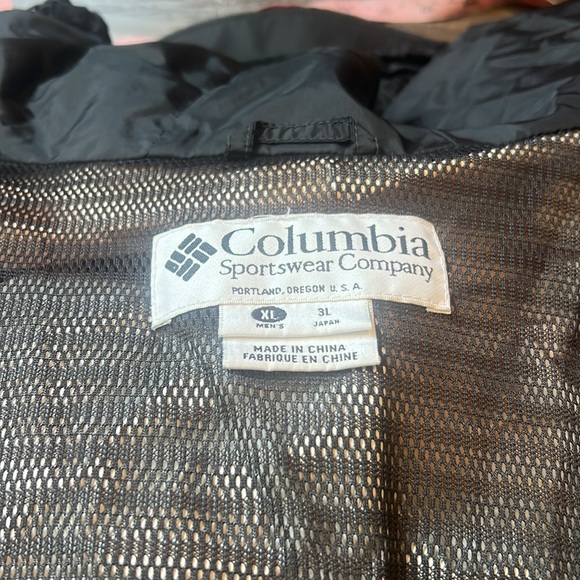 Columbia
Sportswear Company
PORTLAND, OREGON U.S.A.
XL 3L
MEN'S JAPAN
MADE IN CHINA
FABRIQUE EN CHINE